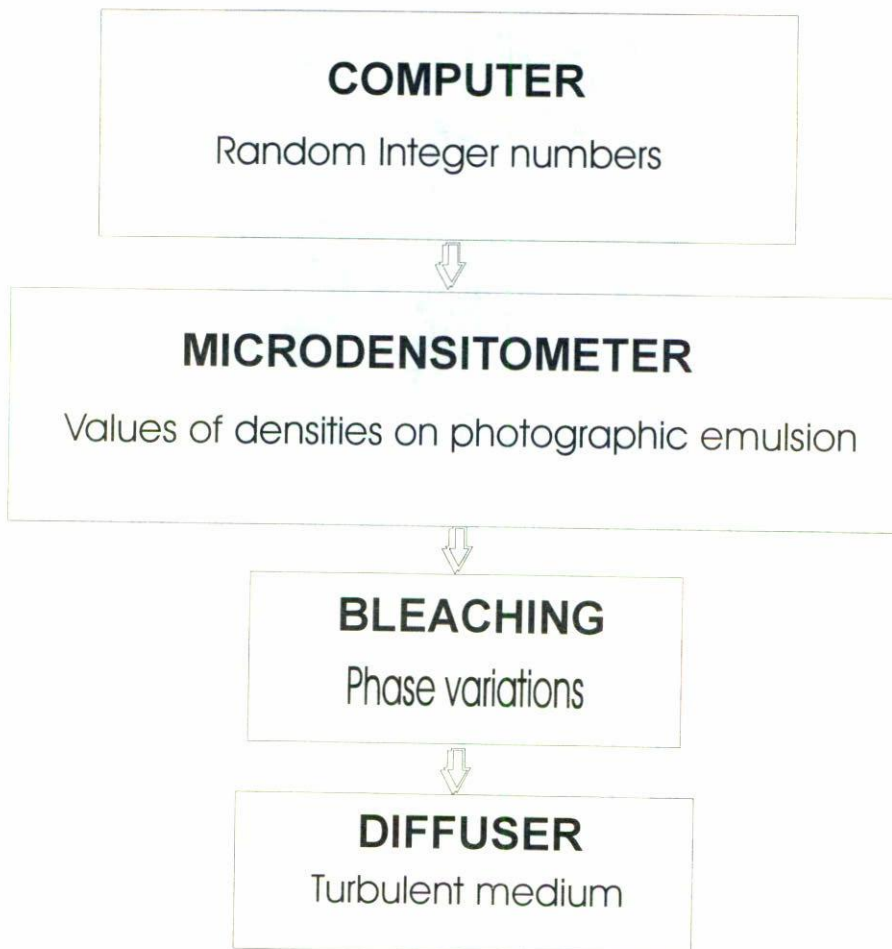 COMPUTER
Random Integer numbers
MICRODENSITOMETER
Values of densities on photographic emulsion
BLEACHING
Phase variations
DIFFUSER
Turbulent medium